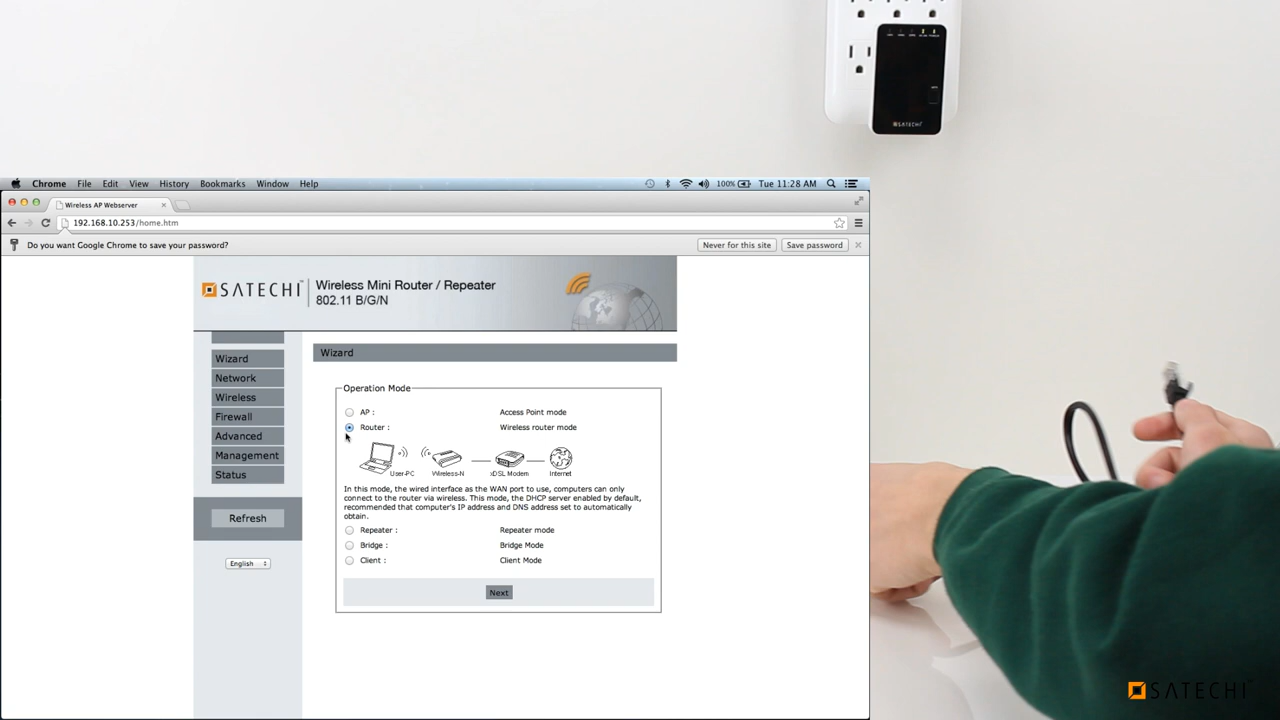 SATECHI
Chrome File Edit View History Bookmarks Window Help
100% Tue 11:28 AM
Wireless AP Webserver
192.168.10.253/home.htm
Do you want Google Chrome to save your password?
Never for this site
Save password
SATECHI
Wireless Mini Router / Repeater
802.11 B/G/N
Wizard
Network
Wireless
Firewall
Advanced
Management
Status
Refresh
English
Wizard
Operation Mode
AP : Access Point mode
Router : Wireless router mode
User-PC Wireless-N xDSL Modem Internet
In this mode, the wired interface as the WAN port to use, computers can only
connect to the router via wireless. This mode, the DHCP server enabled by default,
recommended that computer's IP address and DNS address set to automatically
obtain.
Repeater : Repeater mode
Bridge : Bridge Mode
Client : Client Mode
Next
SATECHI